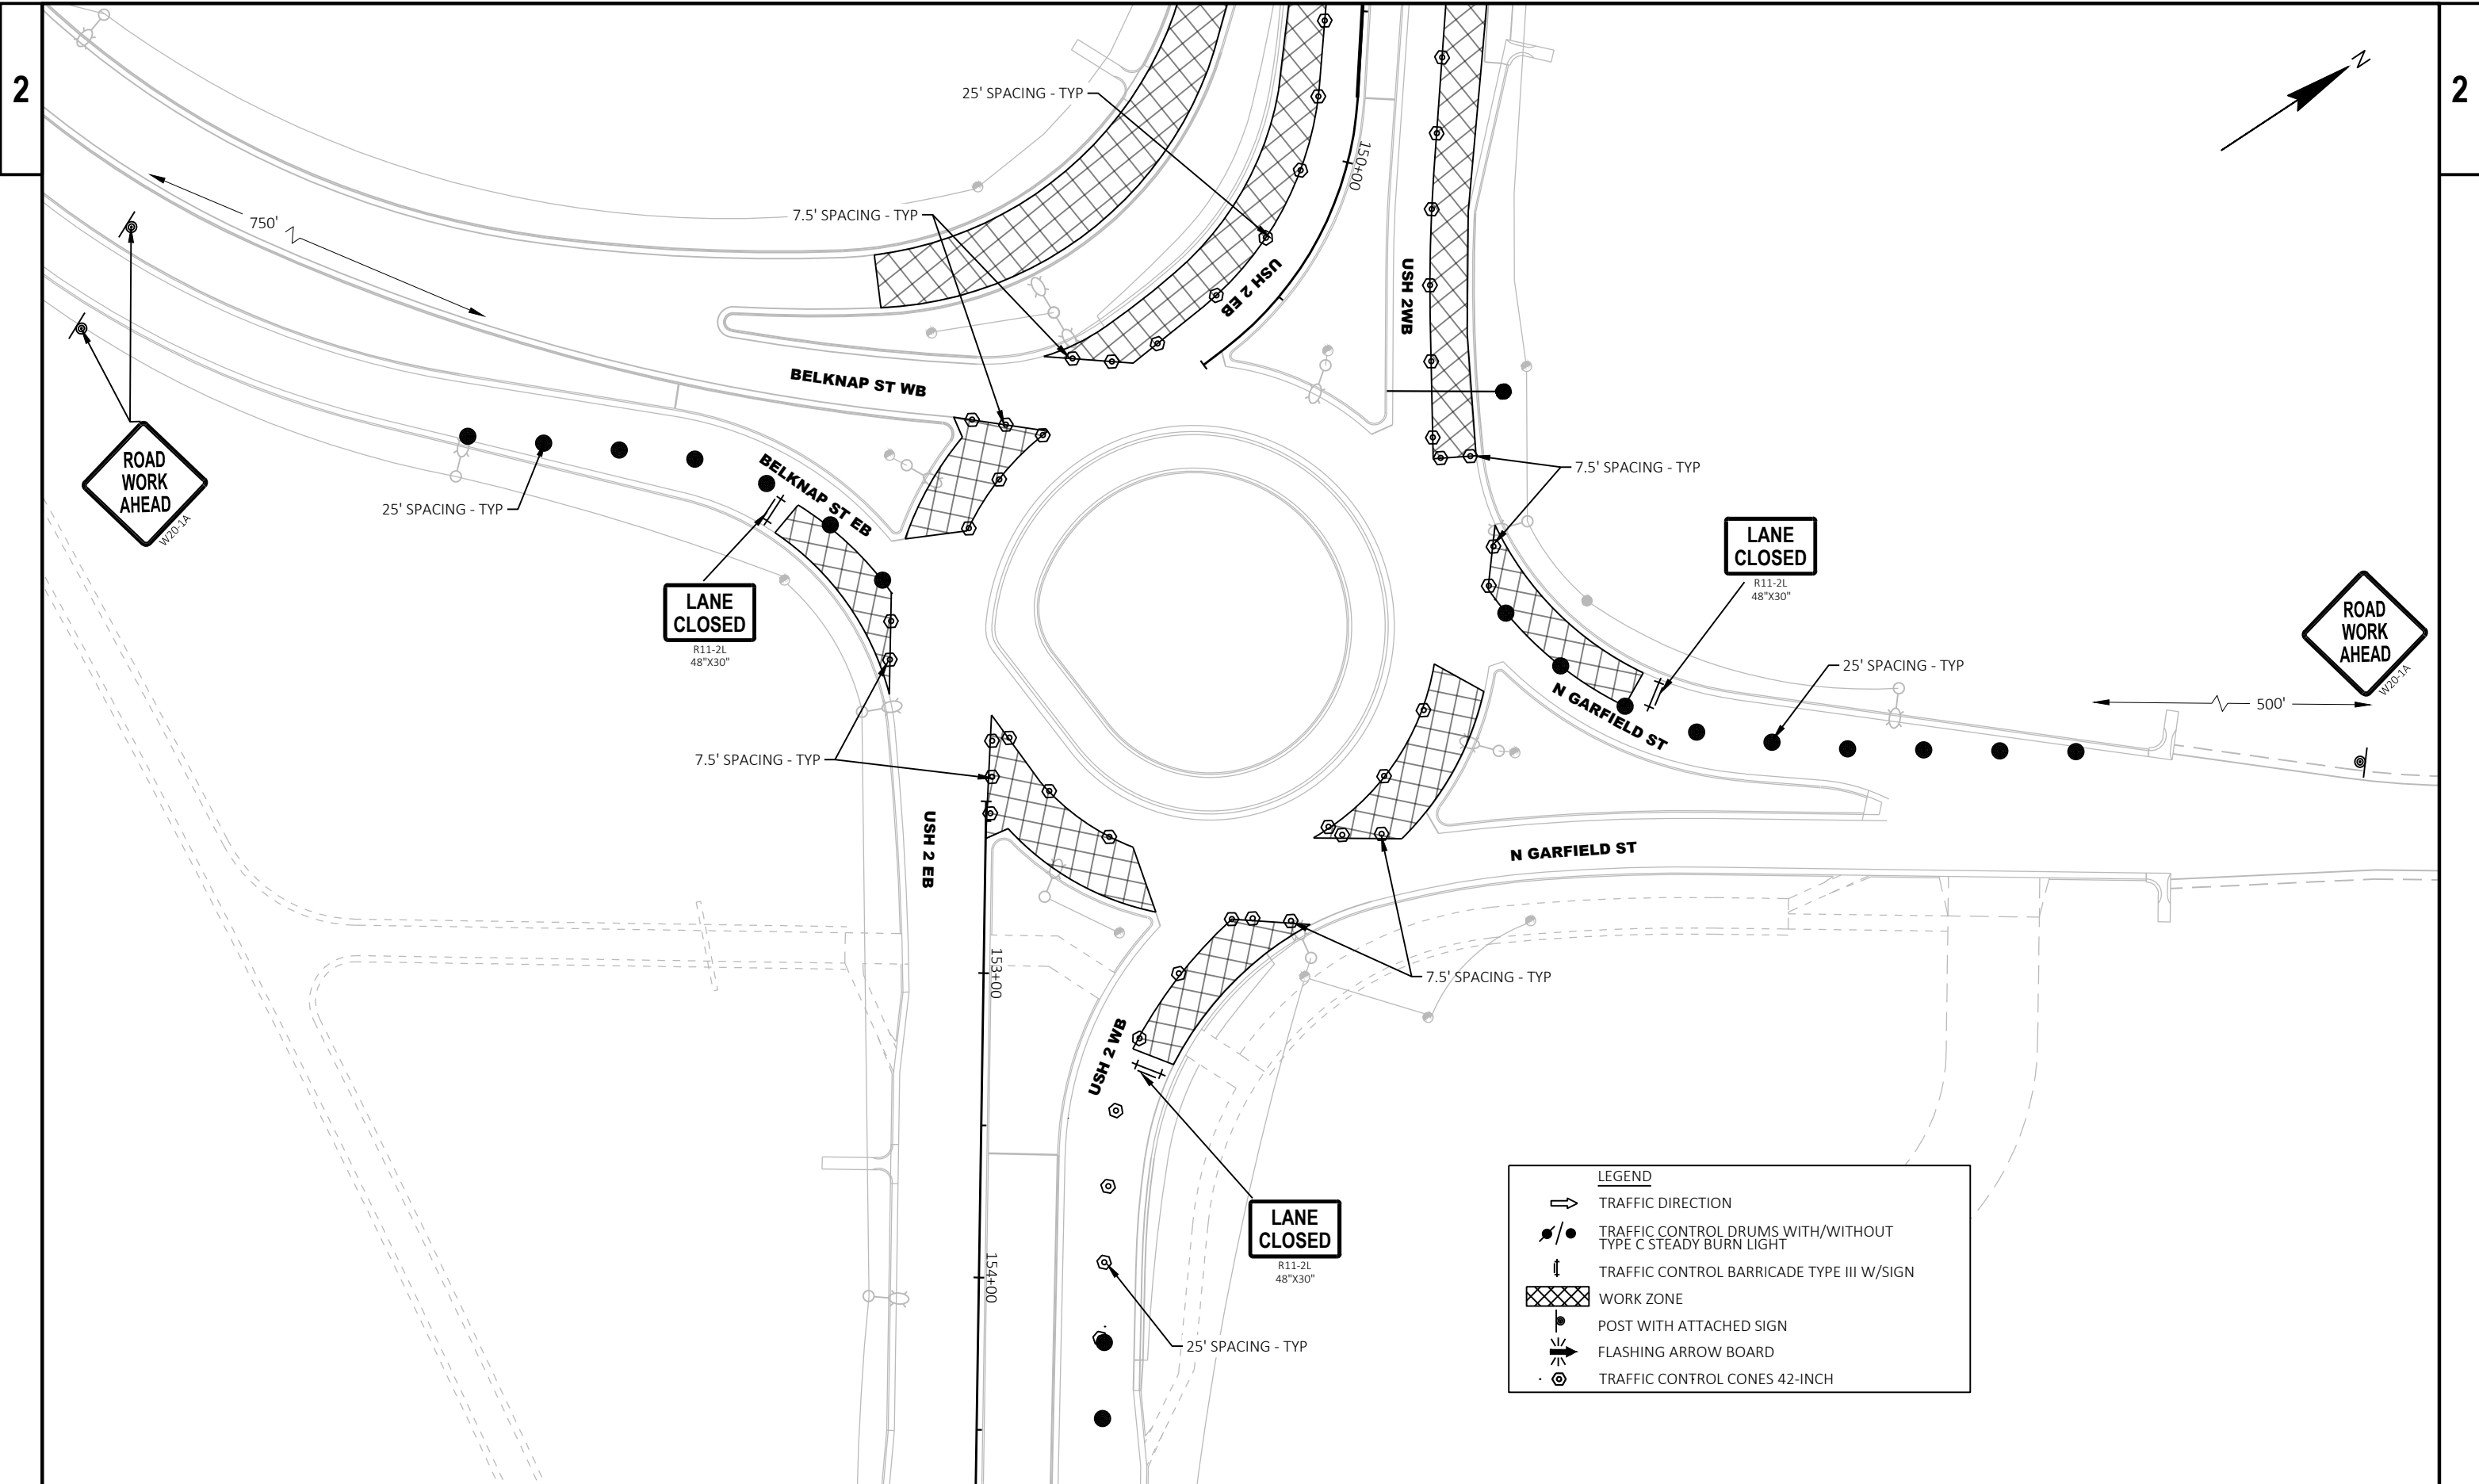 2
2
N
25' SPACING - TYP
150+00
7.5' SPACING - TYP
750'
USH 2 EB
USH 2WB
BELKNAP ST WB
ROAD
WORK
AHEAD
W20-1A
25' SPACING - TYP
BELKNAP ST EB
7.5' SPACING - TYP
LANE
CLOSED
R11-2L
48"X30"
LANE
CLOSED
R11-2L
48"X30"
ROAD
WORK
AHEAD
W20-1A
25' SPACING - TYP
N GARFIELD ST
500'
7.5' SPACING - TYP
USH 2 EB
N GARFIELD ST
153+00
7.5' SPACING - TYP
USH 2 WB
154+00
LANE
CLOSED
R11-2L
48"X30"
25' SPACING - TYP
LEGEND
TRAFFIC DIRECTION
TRAFFIC CONTROL DRUMS WITH/WITHOUT
TYPE C STEADY BURN LIGHT
TRAFFIC CONTROL BARRICADE TYPE III W/SIGN
WORK ZONE
POST WITH ATTACHED SIGN
FLASHING ARROW BOARD
TRAFFIC CONTROL CONES 42-INCH